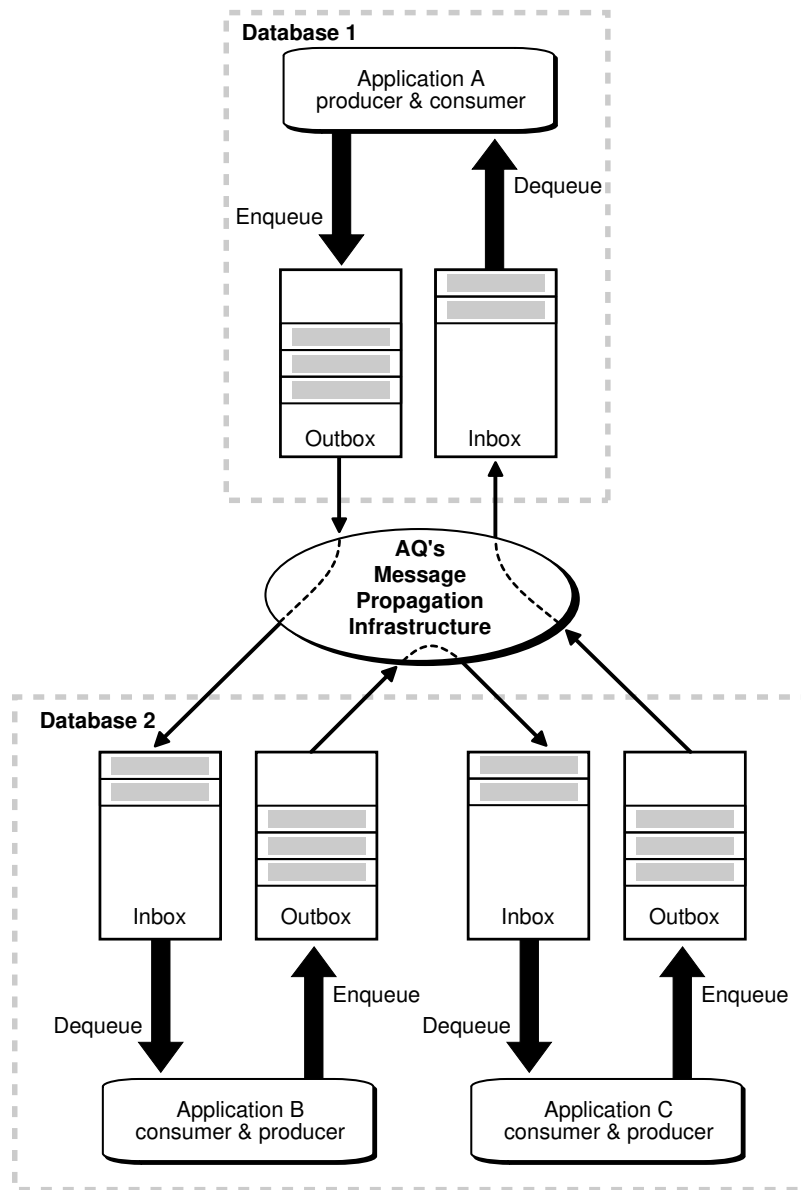 Database 1
Application A
producer & consumer
Enqueue
Dequeue
Outbox
Inbox
AQ's
Message
Propagation
Infrastructure
Database 2
Inbox
Outbox
Inbox
Outbox
Dequeue
Enqueue
Dequeue
Enqueue
Application B
consumer & producer
Application C
consumer & producer